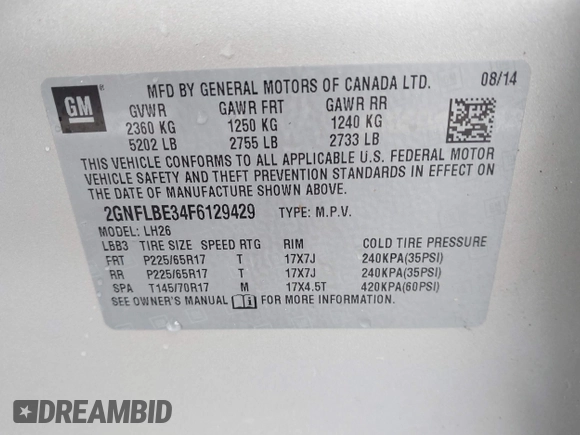 GM
MFD BY GENERAL MOTORS OF CANADA LTD. 08/14
GVWR GAWR FRT GAWR RR
2360 KG 1250 KG 1240 KG
5202 LB 2755 LB 2733 LB
THIS VEHICLE CONFORMS TO ALL APPLICABLE U.S. FEDERAL MOTOR
VEHICLE SAFETY AND THEFT PREVENTION STANDARDS IN EFFECT ON
THE DATE OF MANUFACTURE SHOWN ABOVE.
2GNFLBE34F6129429 TYPE: M.P.V.
MODEL: LH26
LBB3 TIRE SIZE SPEED RTG RIM COLD TIRE PRESSURE
FRT P225/65R17 T 17X7J 240KPA(35PSI)
RR P225/65R17 T 17X7J 240KPA(35PSI)
SPA T145/70R17 M 17X4.5T 420KPA(60PSI)
SEE OWNER'S MANUAL FOR MORE INFORMATION.
DREAMBID